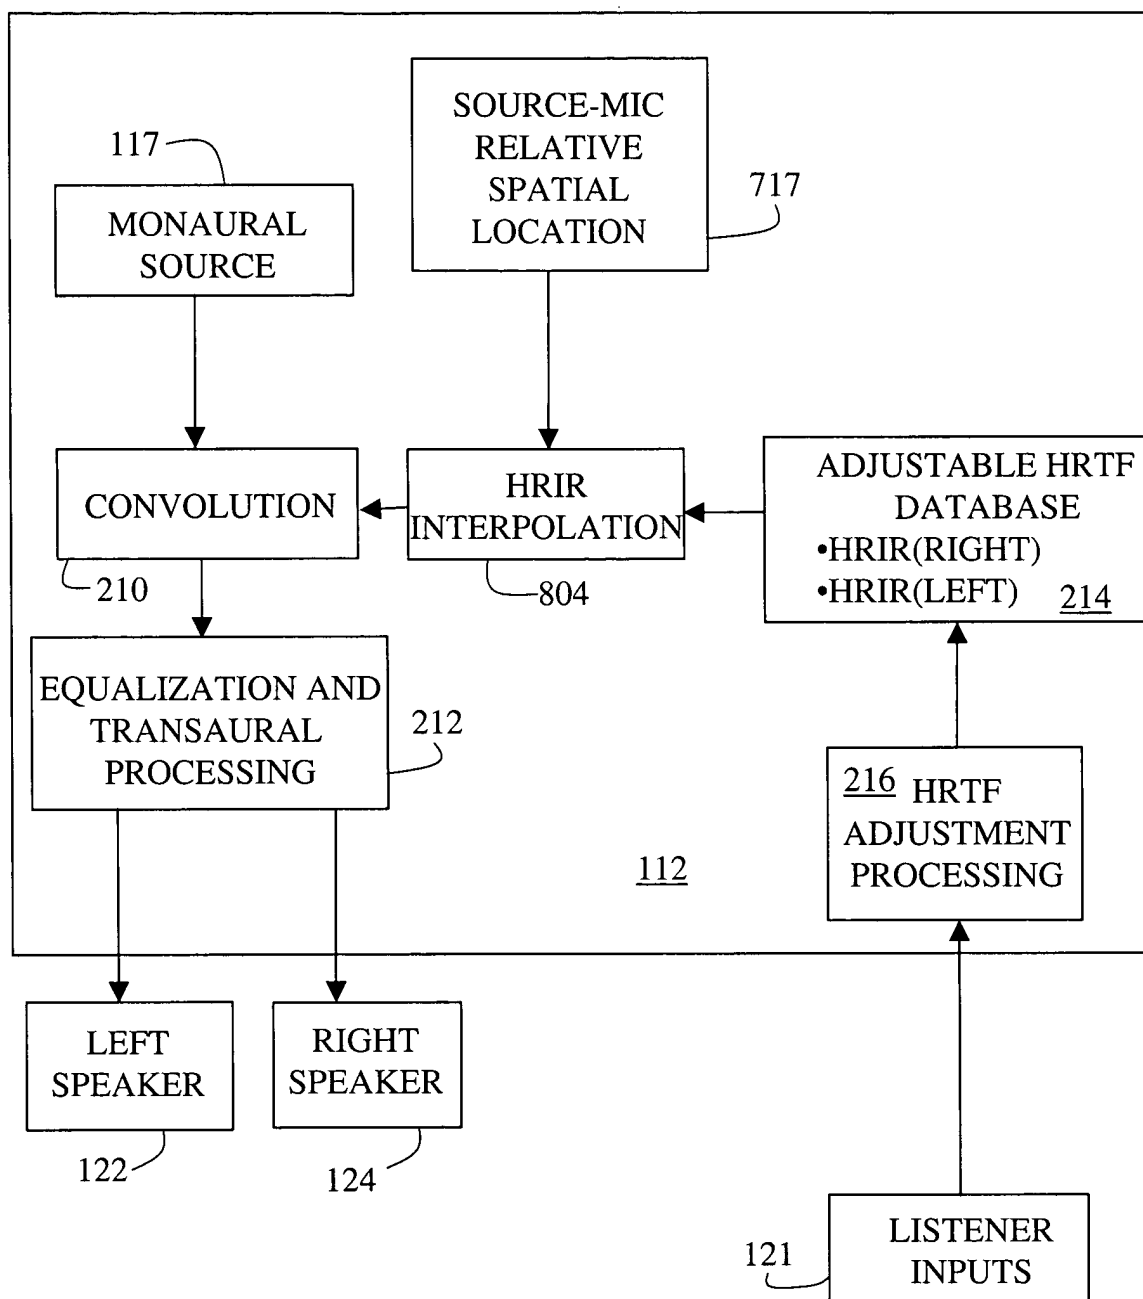 117
MONAURAL
SOURCE
SOURCE-MIC
RELATIVE
SPATIAL
LOCATION
717
CONVOLUTION
210
HRIR
INTERPOLATION
804
ADJUSTABLE HRTF
DATABASE
•HRIR(RIGHT)
•HRIR(LEFT)
214
EQUALIZATION AND
TRANSAURAL
PROCESSING
212
216
HRTF
ADJUSTMENT
PROCESSING
112
LEFT
SPEAKER
122
RIGHT
SPEAKER
124
LISTENER
INPUTS
121